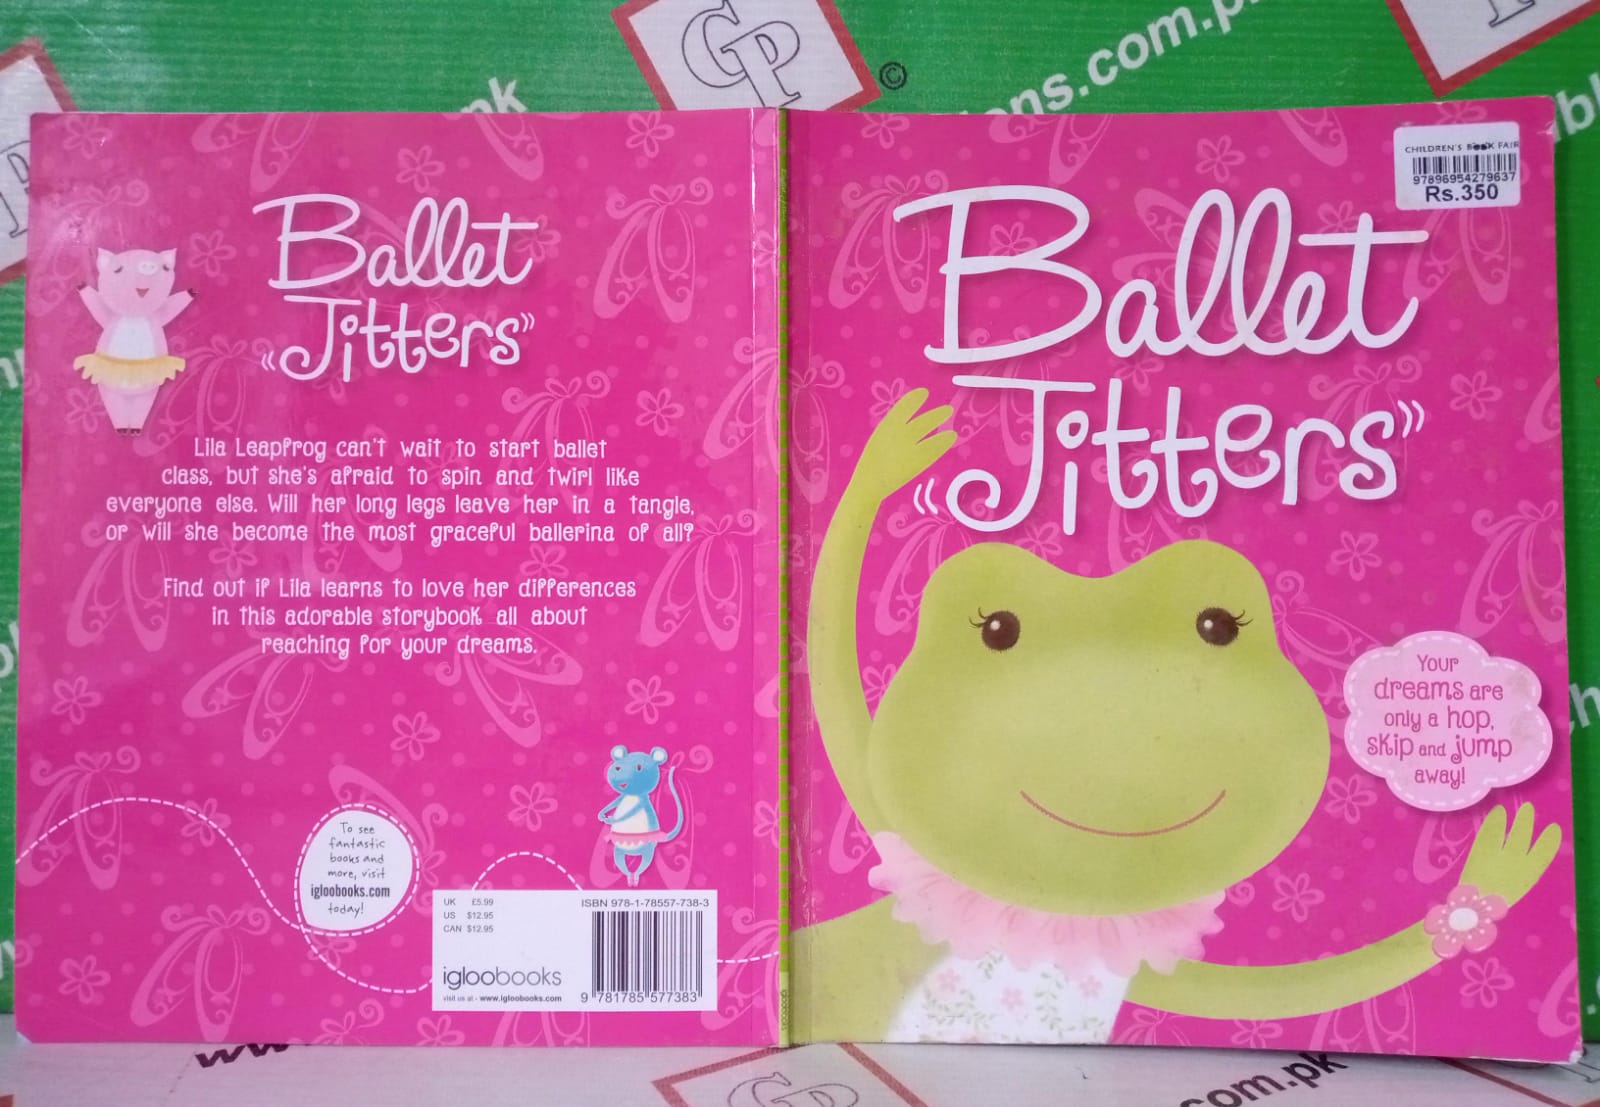 Ballet
Jitters
Lila Leapfrog can't wait to start ballet
class, but she's afraid to spin and twirl like
everyone else. Will her long legs leave her in a tangle,
or will she become the most graceful ballerina of all?
Find out if Lila learns to love her differences
in this adorable storybook all about
reaching for your dreams.
To see
fantastic
books and
more, visit
igloobooks.com
today!
UK £5.99
US $12.95
CAN $12.95
igloobooks
visit us at - www.igloobooks.com
ISBN 978-1-78557-738-3
9 781785 577383
CHILDREN'S BOOK FAIR
97896954279637
Rs.350
Ballet
Jitters
Your
dreams are
only a hop,
skip and jump
away!
GP
©
ons.com.pk
.pk
com.pk